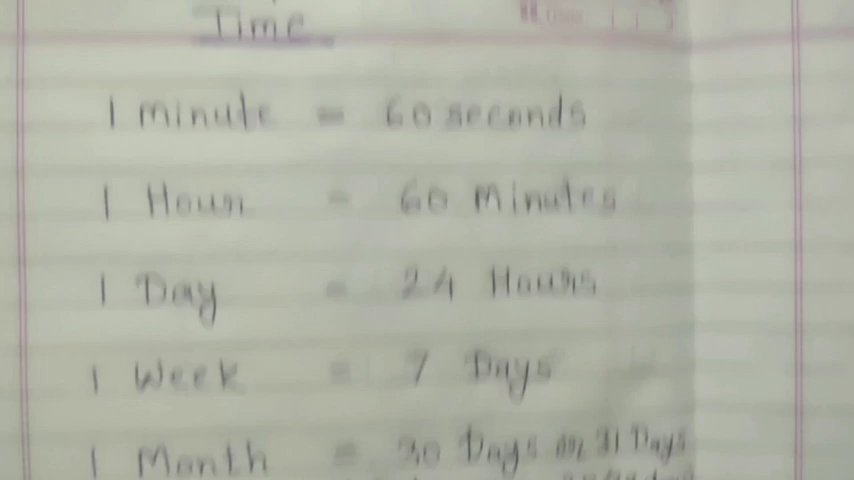 Time
1 minute = 60 seconds
1 Hour = 60 Minutes
1 Day = 24 Hours
1 Week = 7 Days
1 Month = 30 Days or 31 Days